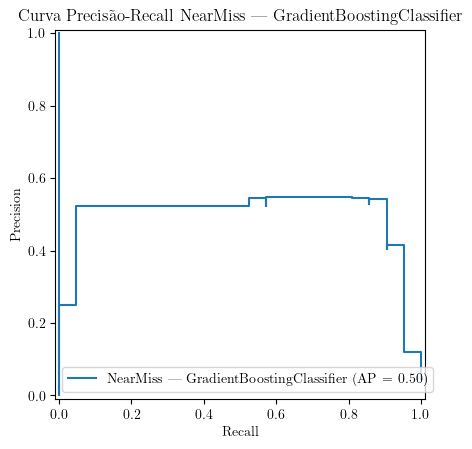 Curva Precisão-Recall NearMiss — GradientBoostingClassifier
1.0
0.8
0.6
0.4
0.2
0.0
Precision
NearMiss — GradientBoostingClassifier (AP = 0.50)
0.0 0.2 0.4 0.6 0.8 1.0
Recall